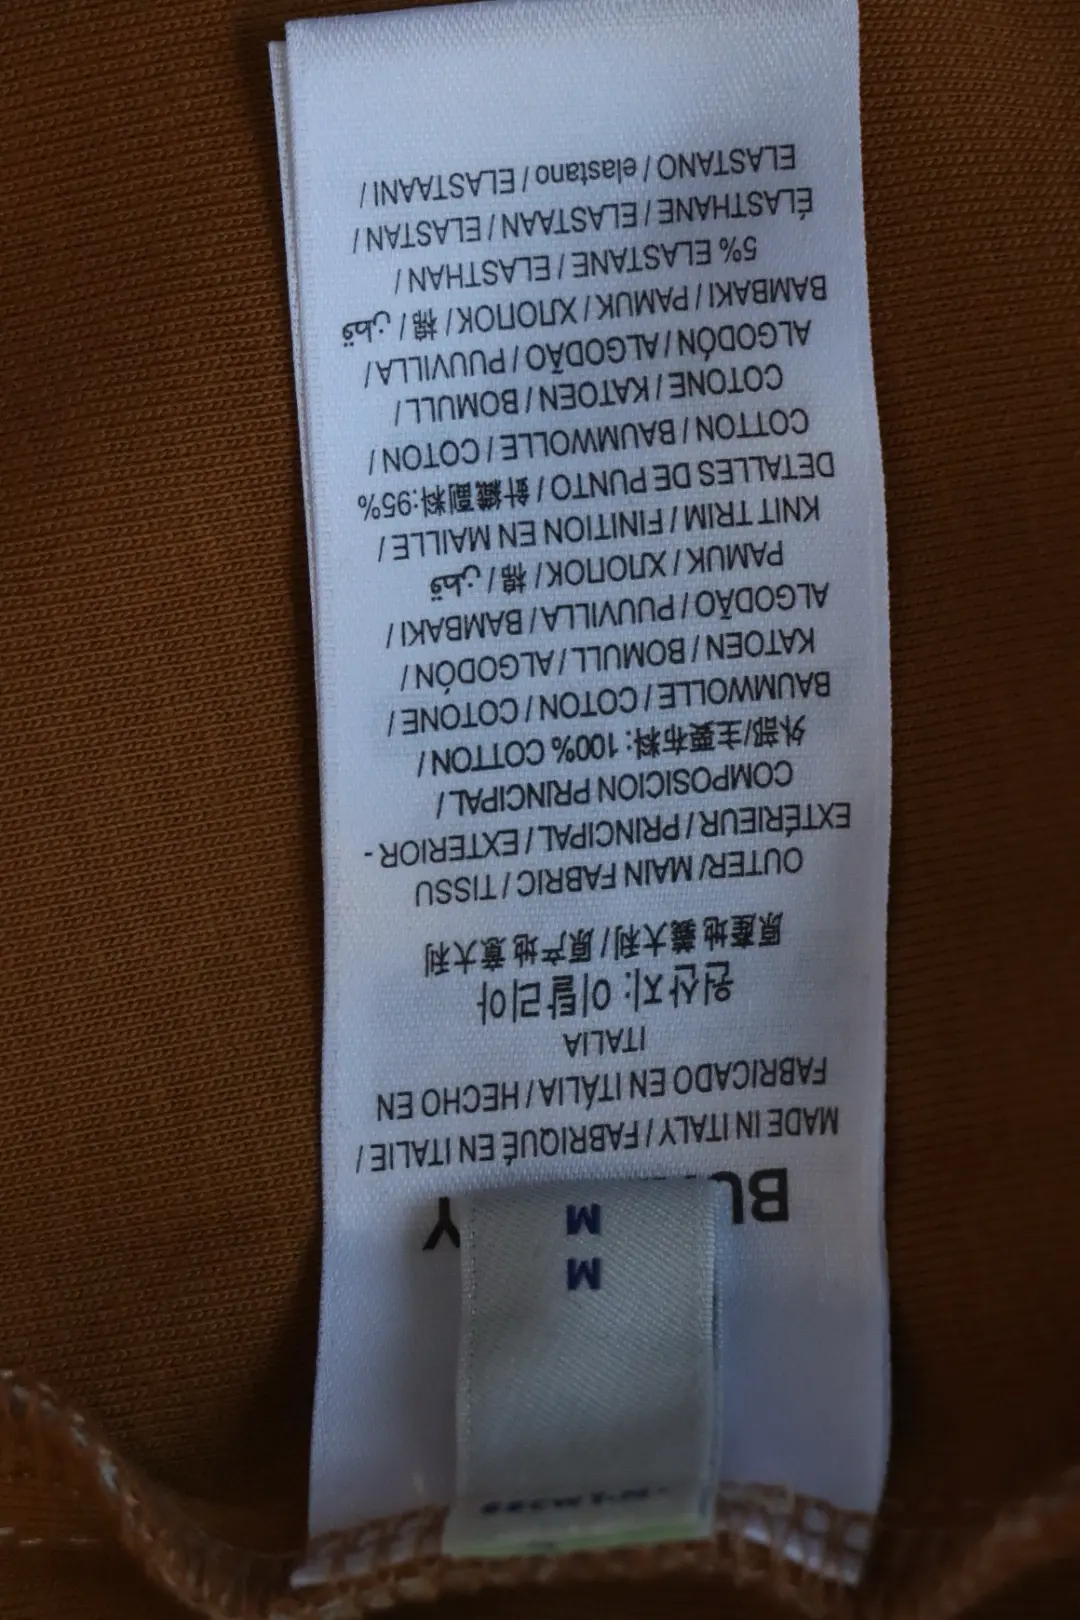 M
M
BU Y
MADE IN ITALY / FABRIQUÉ EN ITALIE /
FABRICADO EN ITÁLIA / HECHO EN
ITALIA
원산지: 이탈리아
原産地 義大利 / 原产地 意大利
OUTER/ MAIN FABRIC / TISSU
EXTÉRIEUR / PRINCIPAL / EXTERIOR -
COMPOSICION PRINCIPAL /
外部/主要布料: 100% COTTON /
BAUMWOLLE / COTON / COTONE /
KATOEN / BOMULL / ALGODÓN /
ALGODÃO / PUUVILLA / BAMBAKI /
PAMUK / ХЛОПОК / 棉 / قطن
KNIT TRIM / FINITION EN MAILLE /
DETALLES DE PUNTO / 針織副料:95%
COTTON / BAUMWOLLE / COTON /
COTONE / KATOEN / BOMULL /
ALGODÓN / ALGODÃO / PUUVILLA /
BAMBAKI / PAMUK / ХЛОПОК / 棉 / قطن
5% ELASTANE / ELASTHAN /
ÉLASTHANE / ELASTAAN / ELASTAN /
ELASTANO / elastano / ELASTAANI /